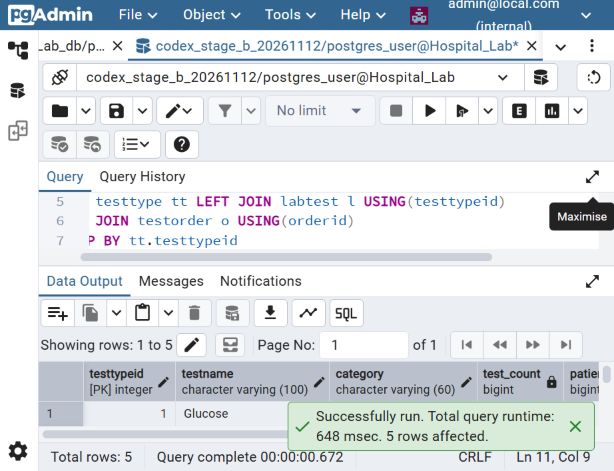 pgAdmin File Object Tools Help admin@local.com (internal)
_ab_db/p... codex_stage_b_20261112/postgres_user@Hospital_Lab*
codex_stage_b_20261112/postgres_user@Hospital_Lab
No limit
E
Query Query History
Maximise
5 testtype tt LEFT JOIN labtest l USING(testtypeid)
6 JOIN testorder o USING(orderid)
7 P BY tt.testtypeid
Data Output Messages Notifications
SQL
Showing rows: 1 to 5 Page No: 1 of 1
testtypeid testname category test_count patien
[PK] integer character varying (100) character varying (60) bigint bigint
1 1 Glucose
Successfully run. Total query runtime:
648 msec. 5 rows affected.
Total rows: 5 Query complete 00:00:00.672 CRLF Ln 11, Col 9